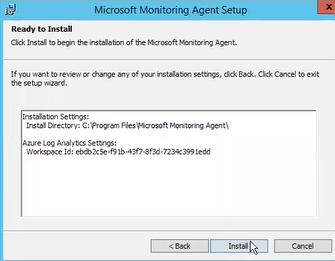 Microsoft Monitoring Agent Setup
Ready to Install
Click Install to begin the installation of the Microsoft Monitoring Agent.
If you want to review or change any of your installation settings, click Back. Click Cancel to exit
the setup wizard.
Installation Settings:
Install Directory: C:\Program Files\Microsoft Monitoring Agent\
Azure Log Analytics Settings:
Workspace Id: ebdb2c5e-f91b-43f7-8f3d-7234c3991edd
< Back Install Cancel